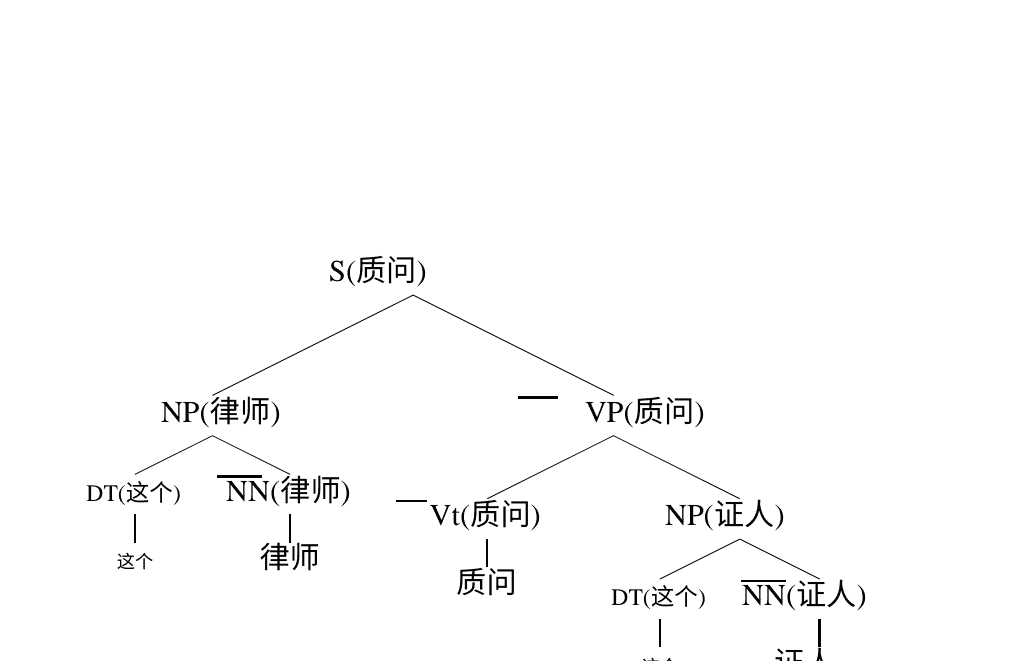 S(质问)
NP(律师) VP(质问)
DT(这个) NN(律师) Vt(质问) NP(证人)
这个 律师 质问
DT(这个) NN(证人)